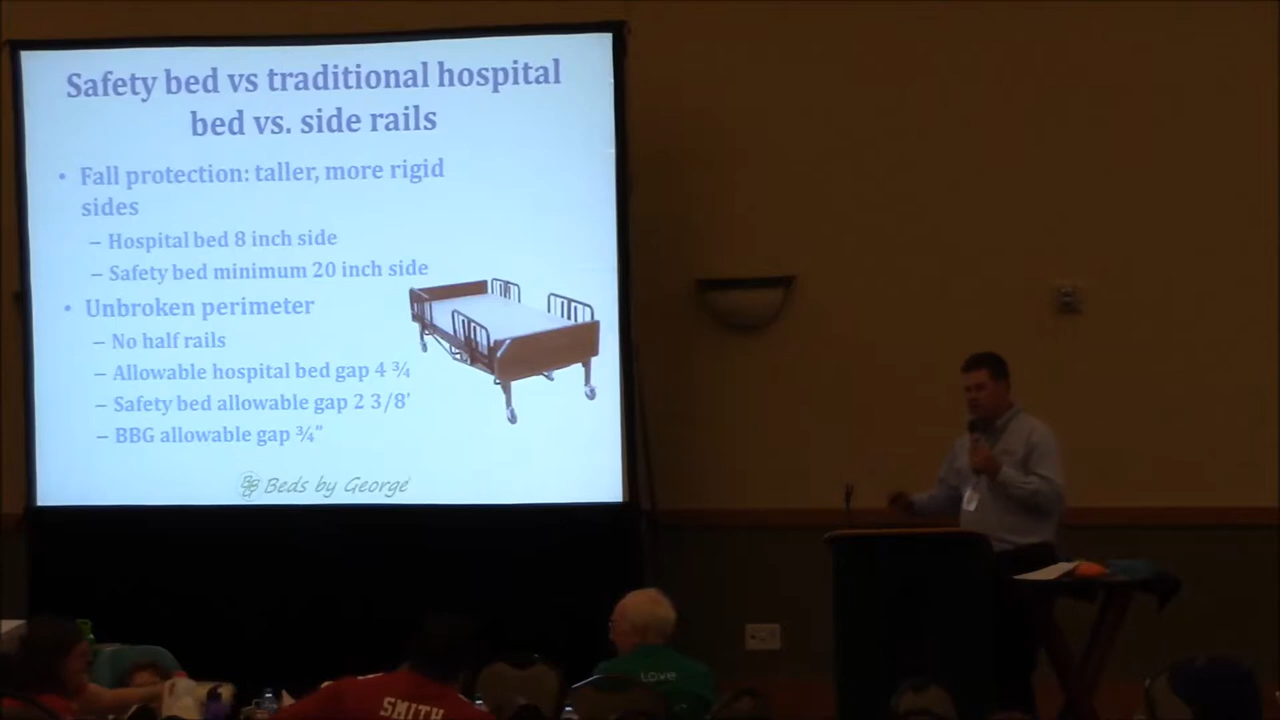 Safety bed vs traditional hospital
bed vs. side rails
• Fall protection: taller, more rigid
sides
– Hospital bed 8 inch side
– Safety bed minimum 20 inch side
• Unbroken perimeter
– No half rails
– Allowable hospital bed gap 4 ¾
– Safety bed allowable gap 2 3/8'
– BBG allowable gap ¾"
Beds by George
LOVE
SMITH